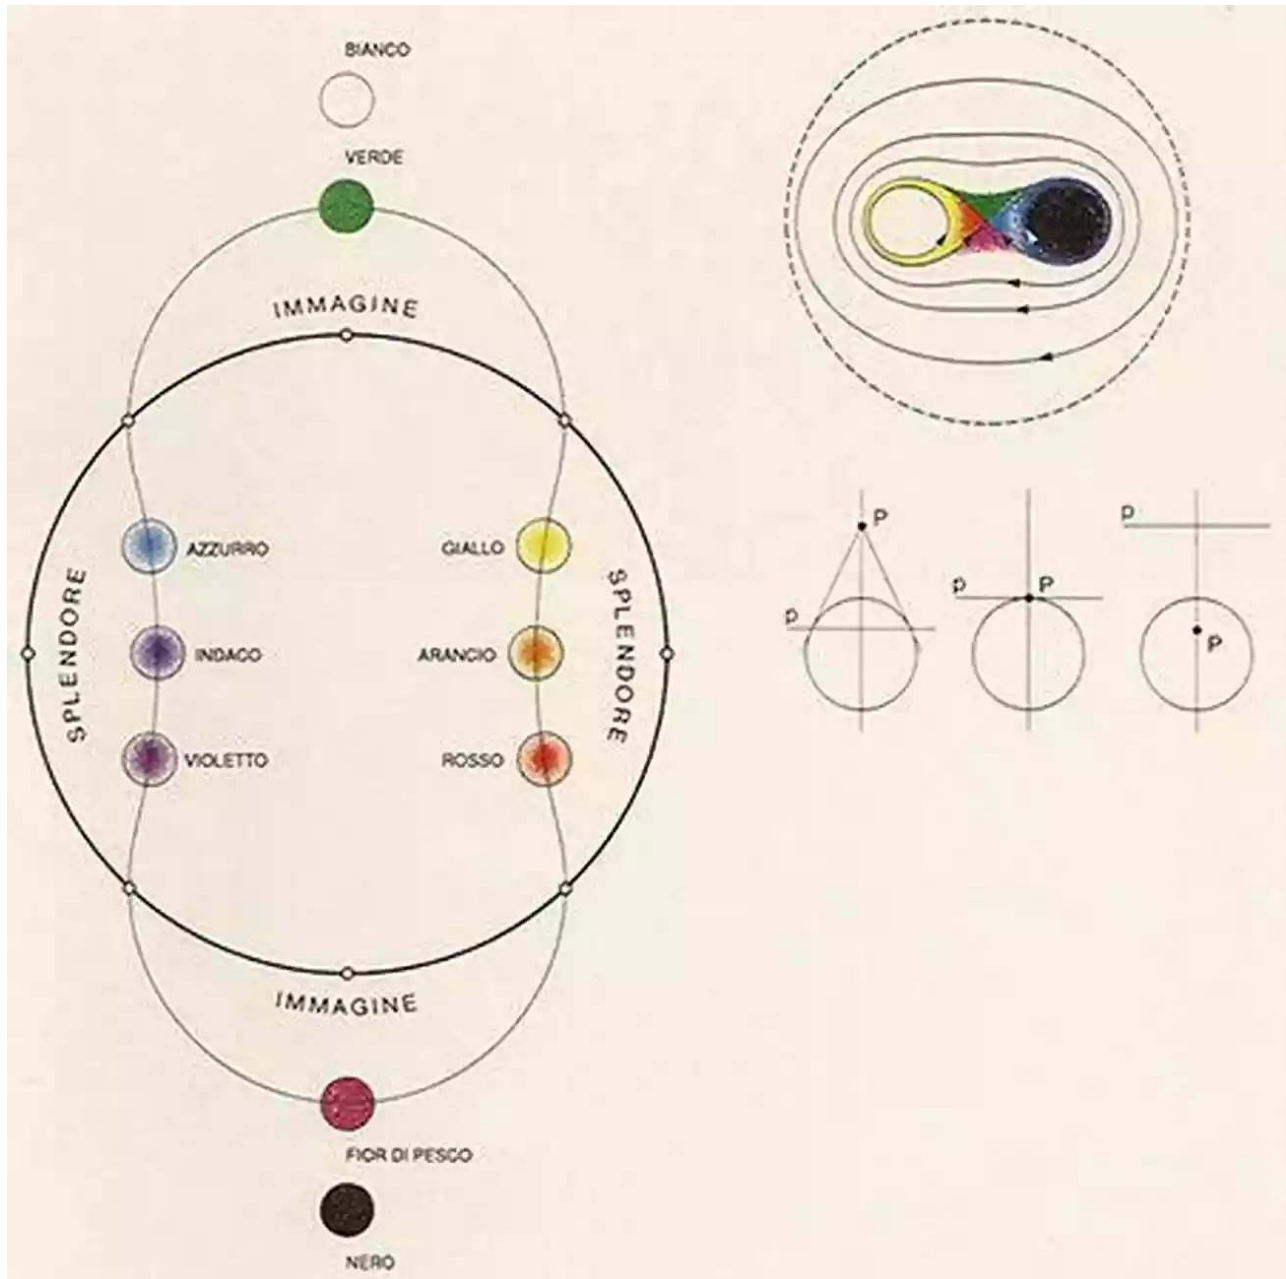 BIANCO
VERDE
IMMAGINE
AZZURRO
GIALLO
SPLENDORE
INDACO
ARANCIO
SPLENDORE
VIOLETTO
ROSSO
IMMAGINE
FIOR DI PESCO
NERO
P
p
p
P
p
P